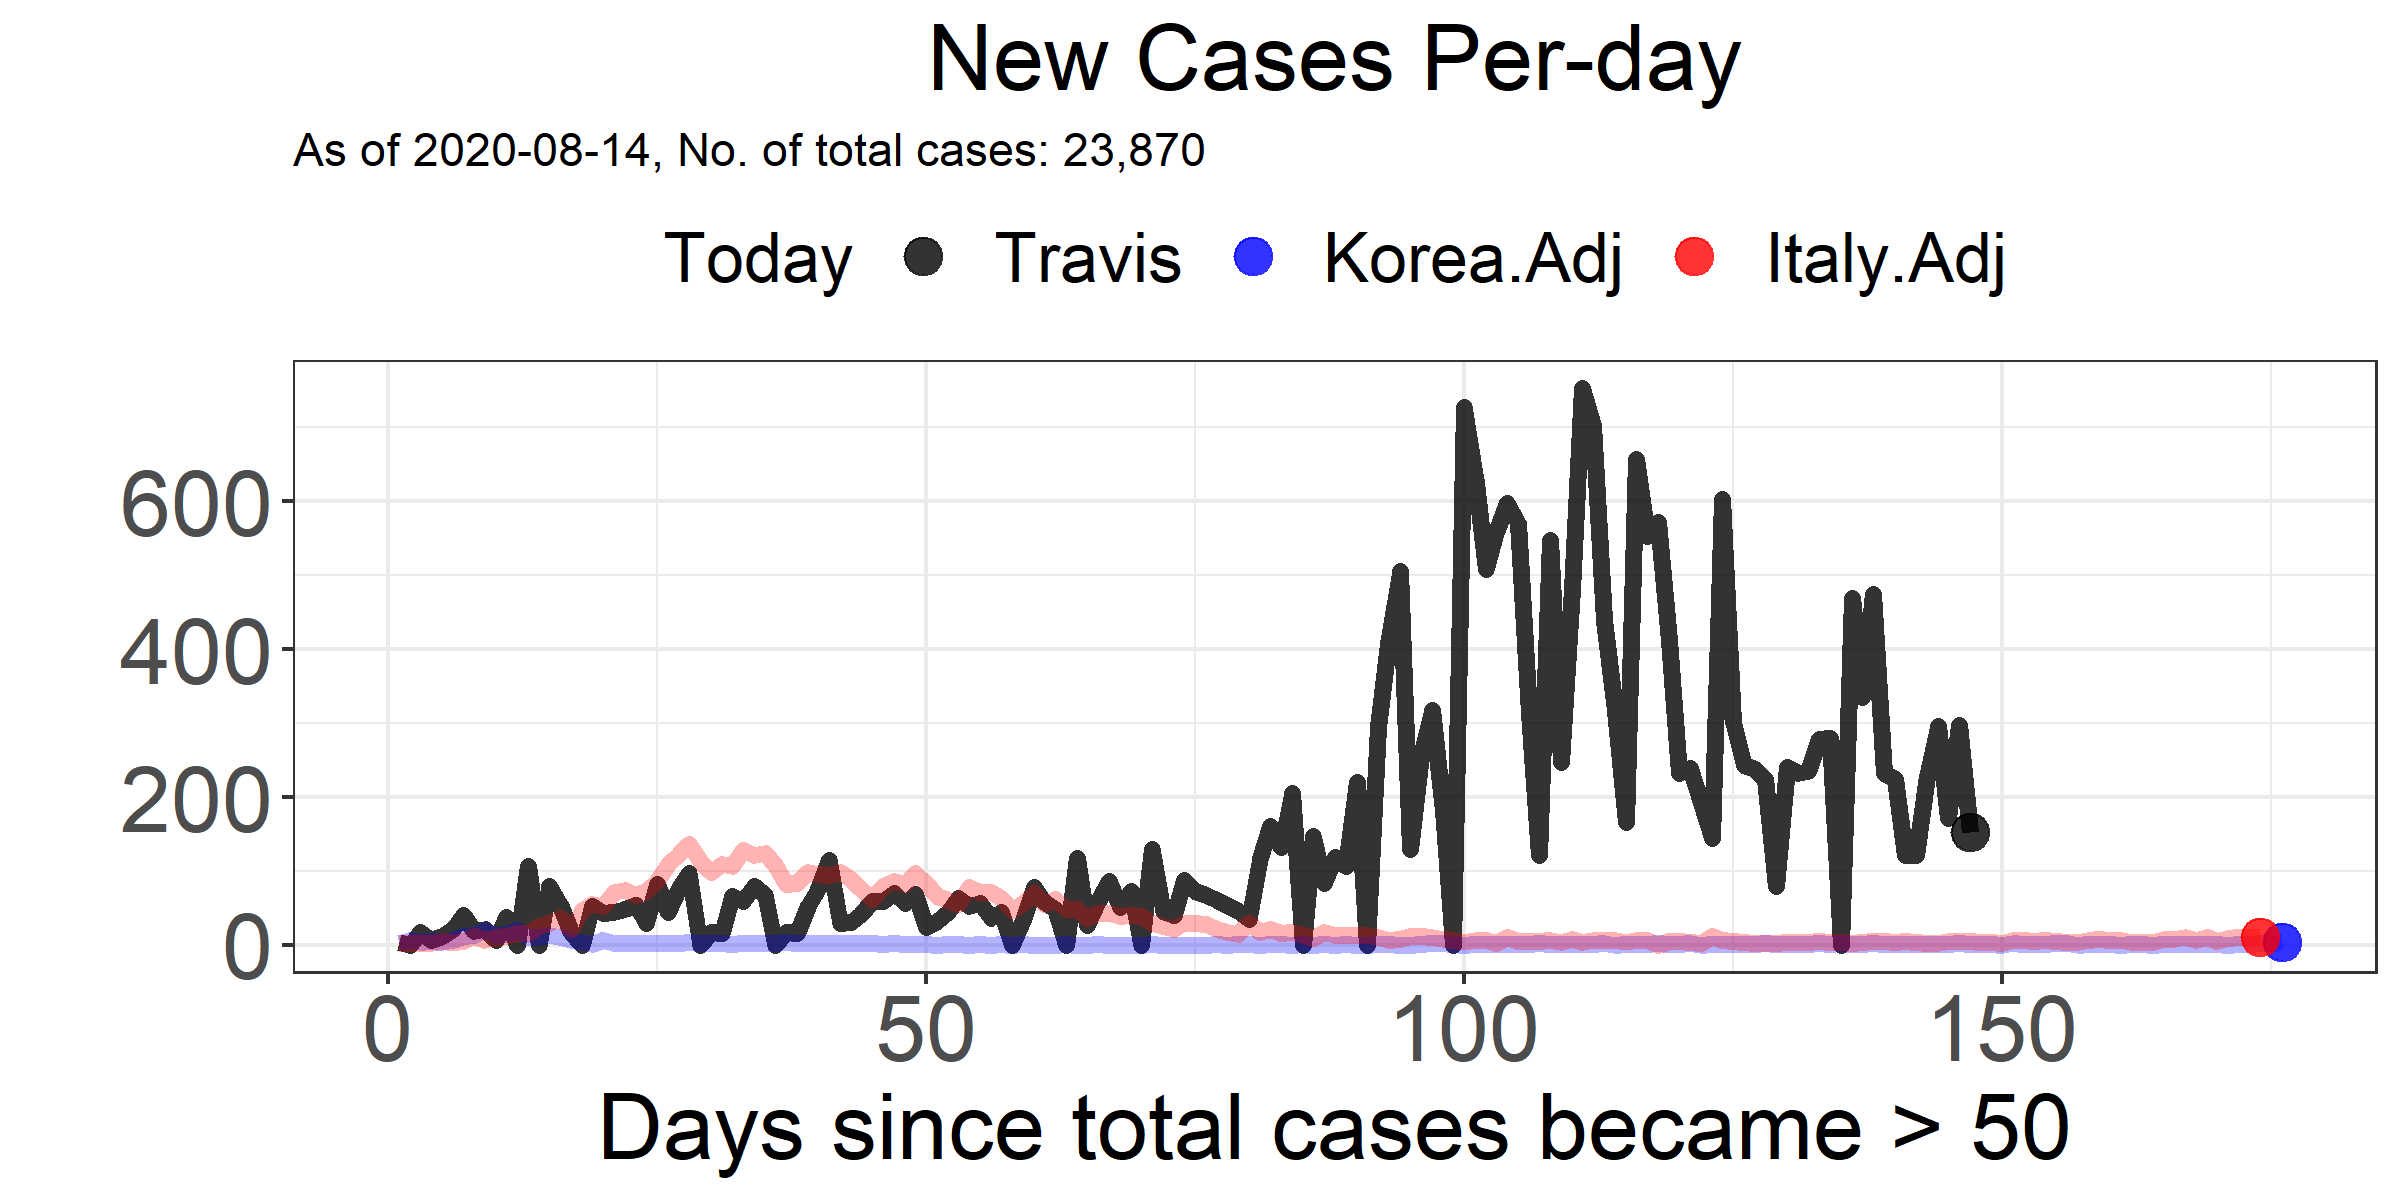 New Cases Per-day
As of 2020-08-14, No. of total cases: 23,870
Today Travis Korea.Adj Italy.Adj
600
400
200
0
0 50 100 150
Days since total cases became > 50